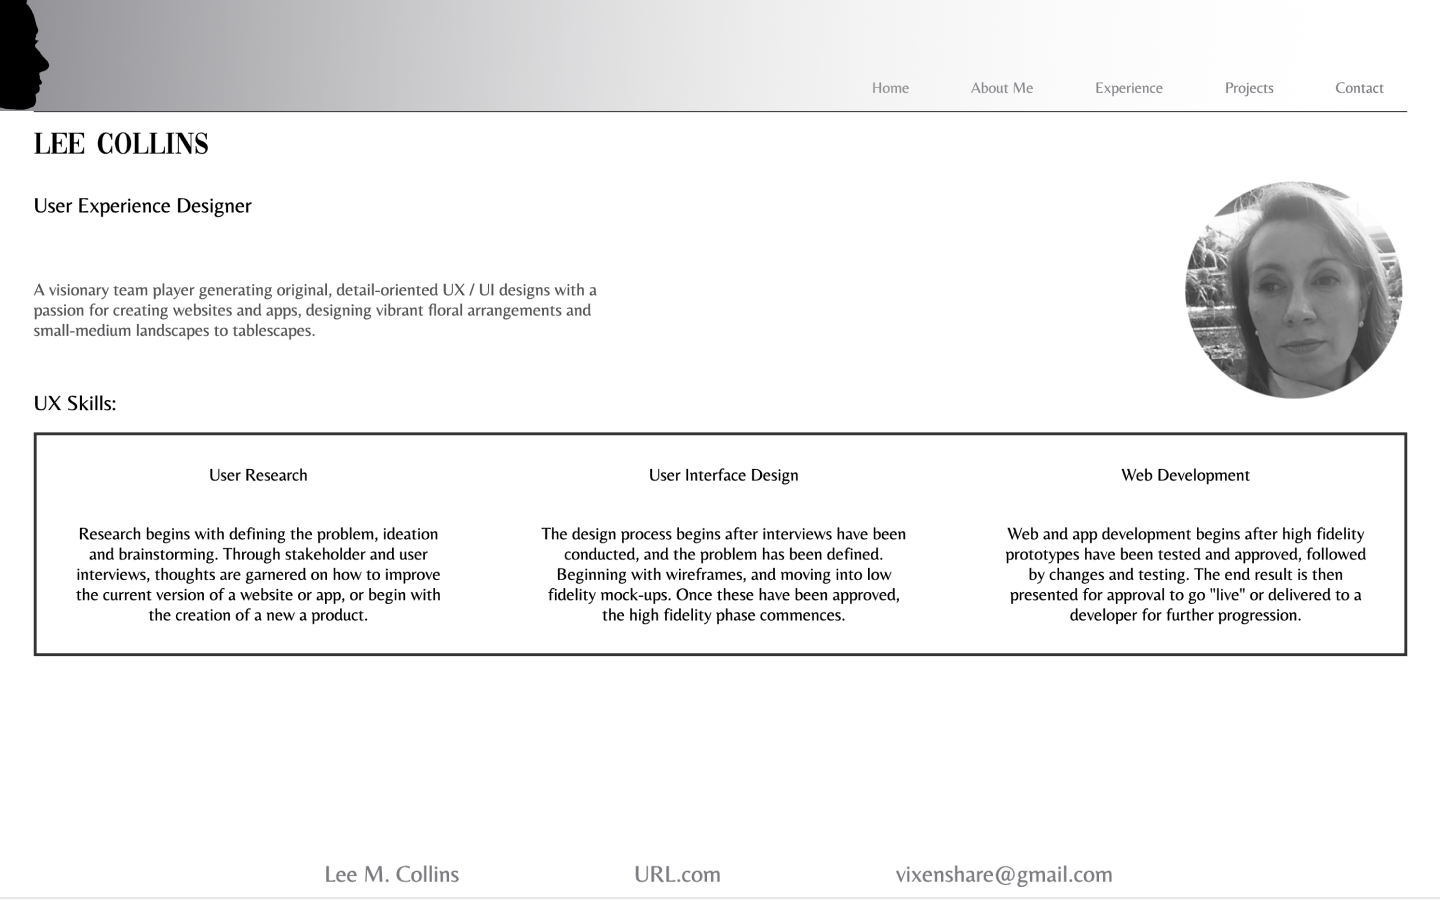 Home About Me Experience Projects Contact
LEE COLLINS
User Experience Designer
A visionary team player generating original, detail-oriented UX / UI designs with a
passion for creating websites and apps, designing vibrant floral arrangements and
small-medium landscapes to tablescapes.
UX Skills:
User Research
Research begins with defining the problem, ideation
and brainstorming. Through stakeholder and user
interviews, thoughts are garnered on how to improve
the current version of a website or app, or begin with
the creation of a new a product.
User Interface Design
The design process begins after interviews have been
conducted, and the problem has been defined.
Beginning with wireframes, and moving into low
fidelity mock-ups. Once these have been approved,
the high fidelity phase commences.
Web Development
Web and app development begins after high fidelity
prototypes have been tested and approved, followed
by changes and testing. The end result is then
presented for approval to go "live" or delivered to a
developer for further progression.
Lee M. Collins URL.com vixenshare@gmail.com